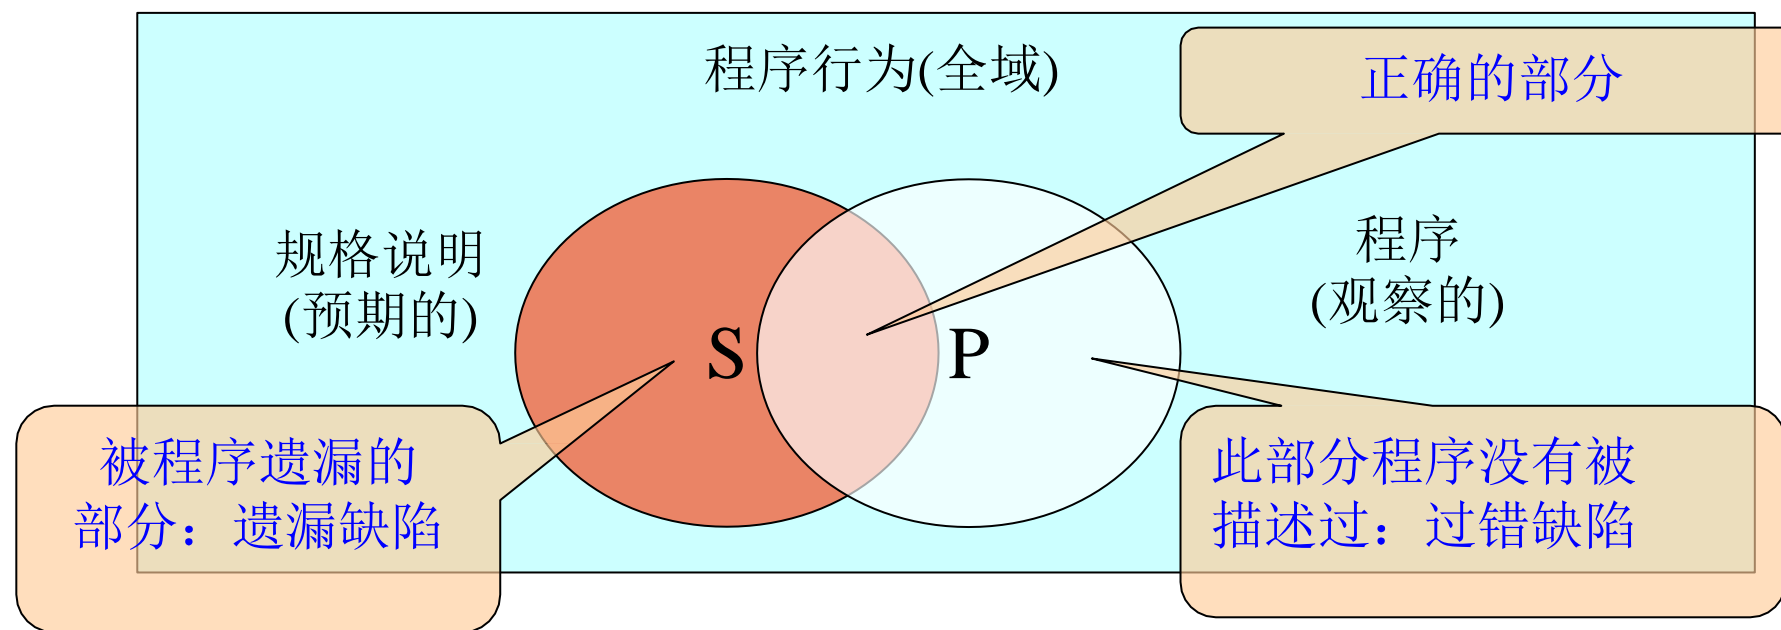 程序行为(全域)
正确的部分
规格说明
(预期的)
程序
(观察的)
S
P
被程序遗漏的
部分：遗漏缺陷
此部分程序没有被
描述过：过错缺陷